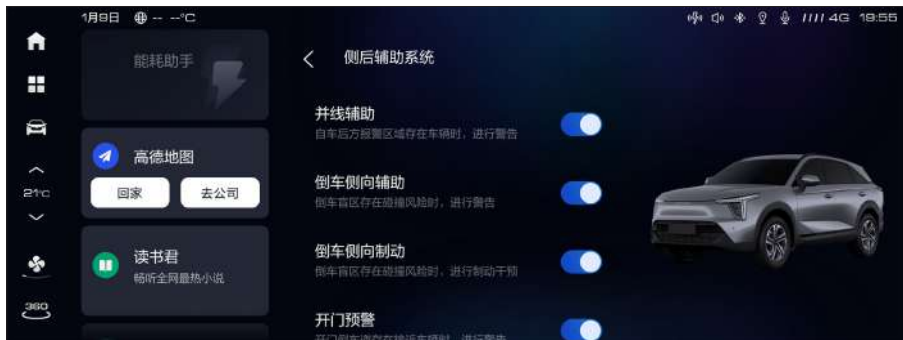 1月9日 -- --°C
4G 19:55
能耗助手
侧后辅助系统
并线辅助
自车后方报警区域存在车辆时，进行警告
高德地图
回家 去公司
21°C
倒车侧向辅助
倒车盲区存在碰撞风险时，进行警告
倒车侧向制动
倒车盲区存在碰撞风险时，进行制动干预
读书君
畅听全网最热小说
360
开门预警